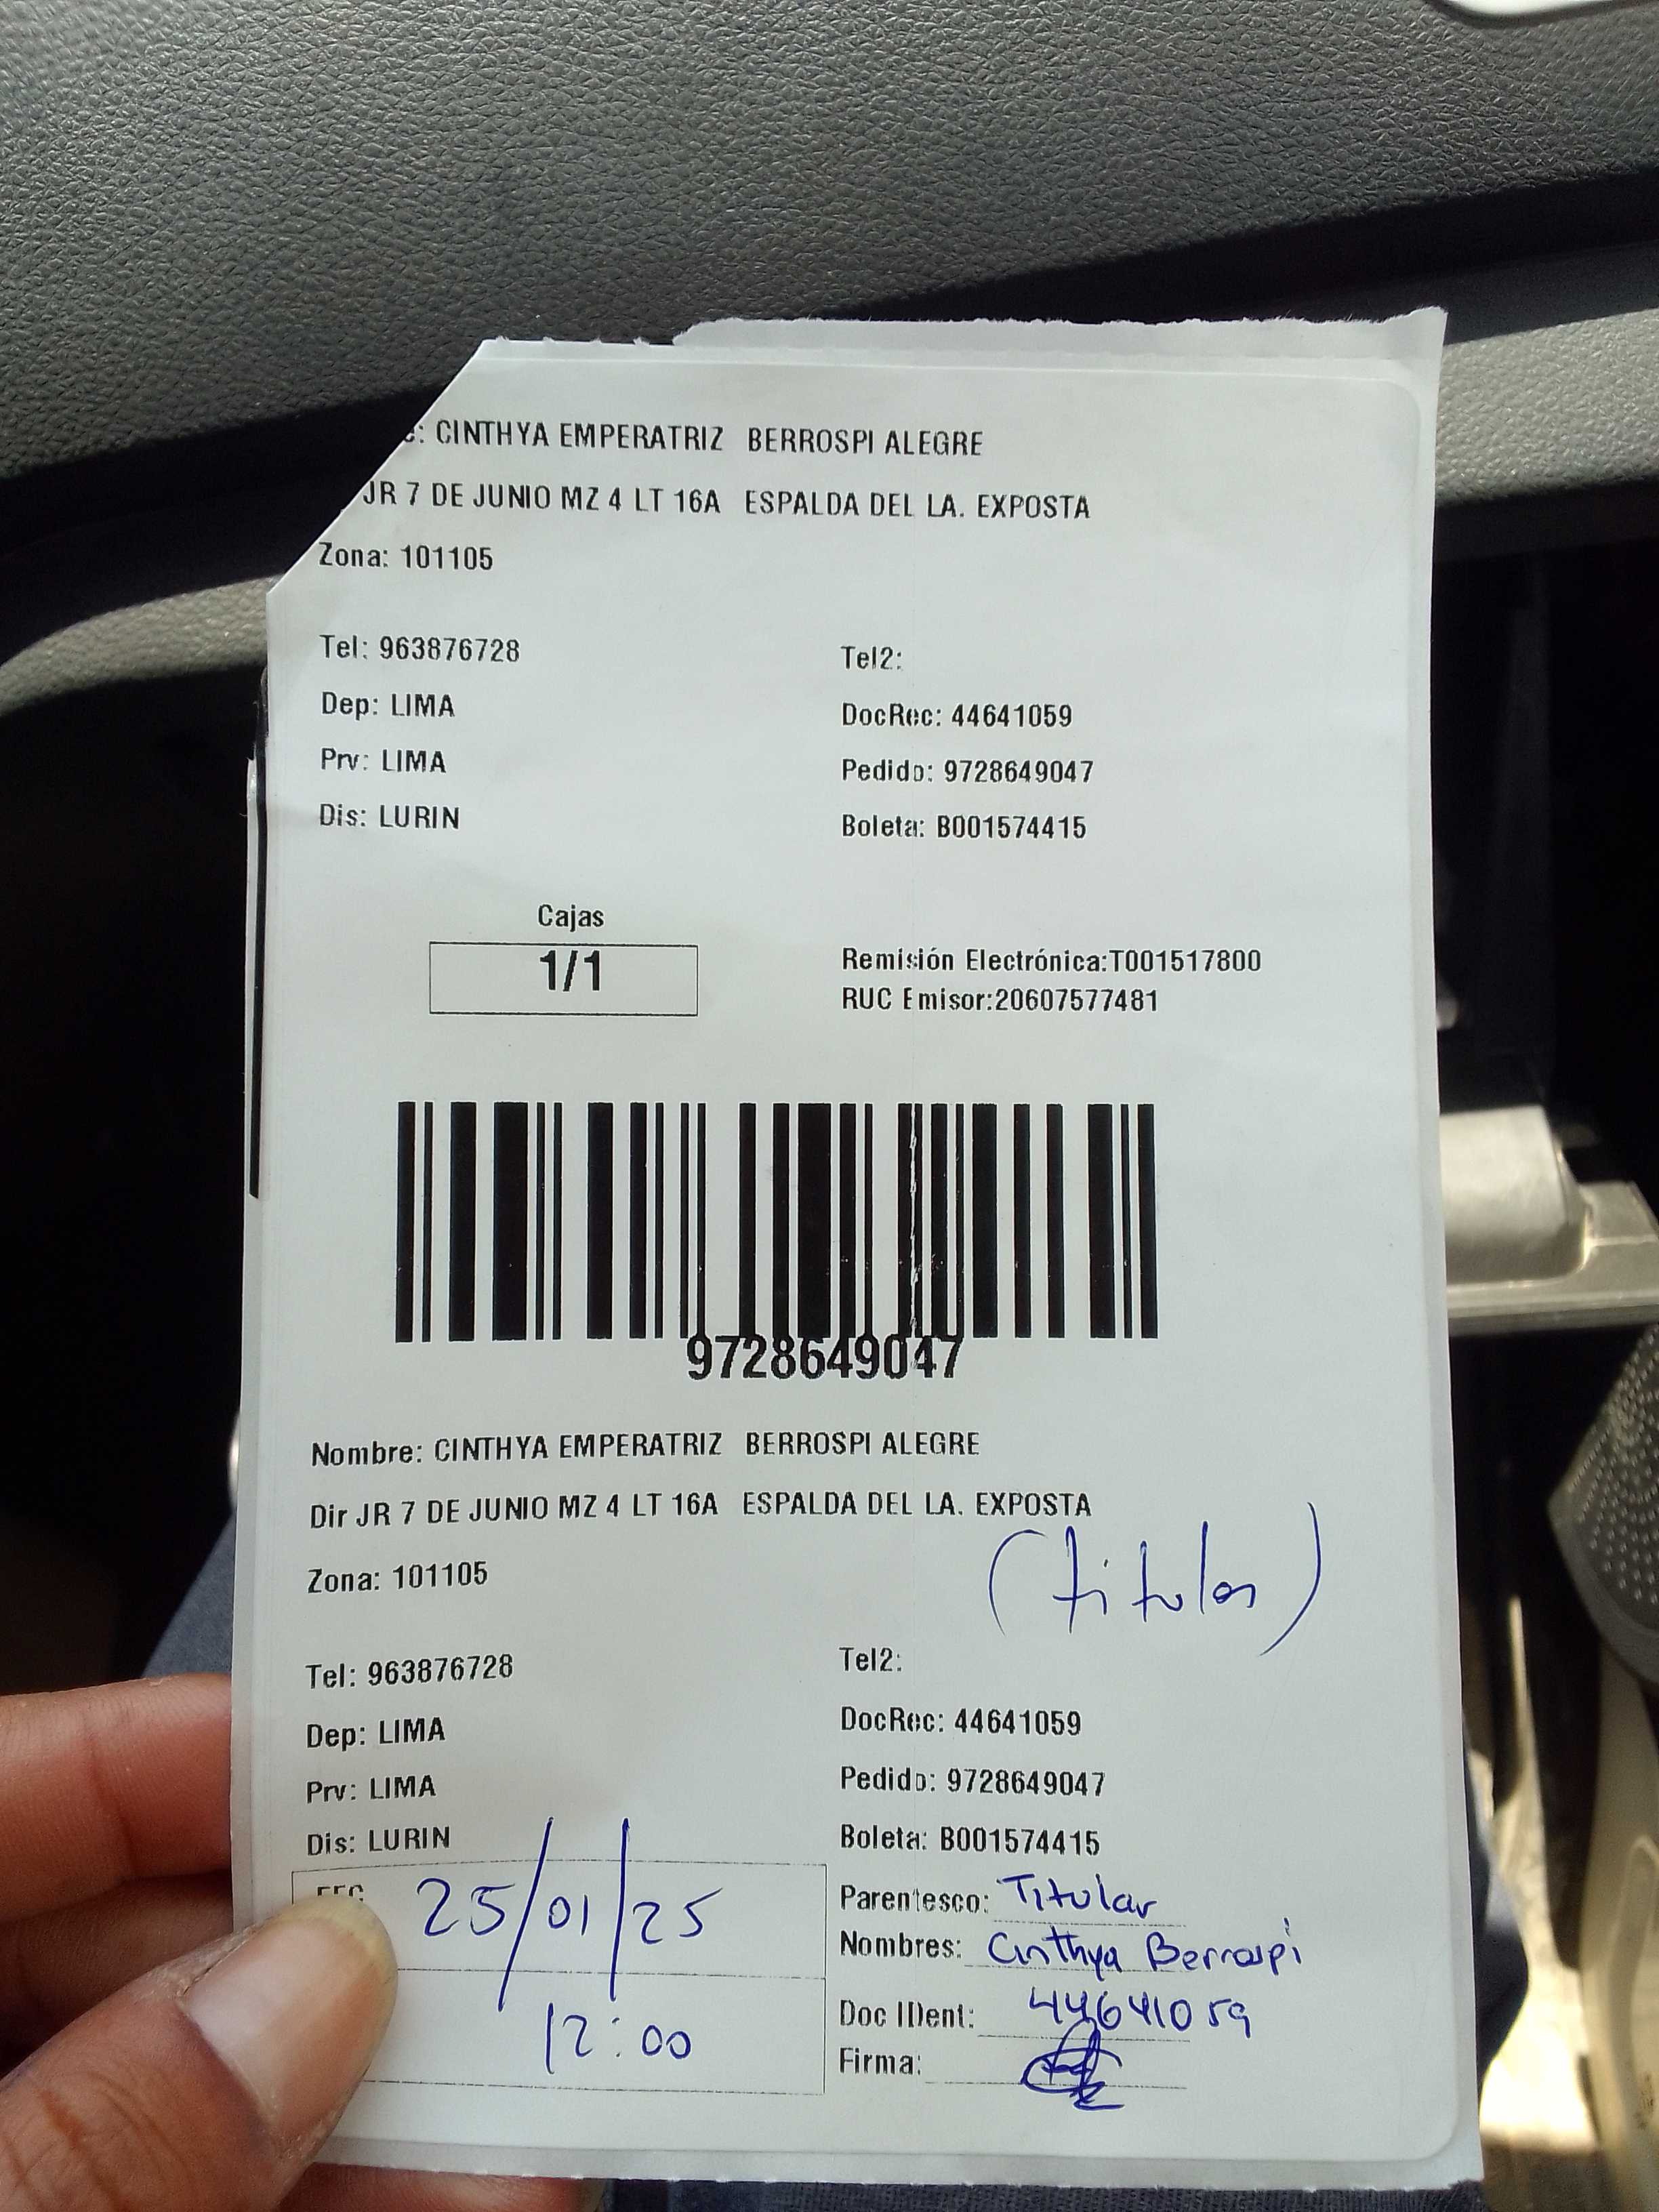 : CINTHYA EMPERATRIZ BERROSPI ALEGRE
JR 7 DE JUNIO MZ 4 LT 16A ESPALDA DEL LA. EXPOSTA
Zona: 101105
Tel: 963876728 Tel2:
Dep: LIMA DocRec: 44641059
Prv: LIMA Pedido: 9728649047
Dis: LURIN Boleta: B001574415
Cajas
1/1
Remisión Electrónica:T001517800
RUC Emisor:20607577481
9728649047
Nombre: CINTHYA EMPERATRIZ BERROSPI ALEGRE
Dir JR 7 DE JUNIO MZ 4 LT 16A ESPALDA DEL LA. EXPOSTA
(titular)
Zona: 101105
Tel: 963876728 Tel2:
Dep: LIMA DocRec: 44641059
Prv: LIMA Pedido: 9728649047
Dis: LURIN Boleta: B001574415
25/01/25
12:00
Parentesco: Titular
Nombres: Cinthya Berrospi
Doc IDent: 44641059
Firma: